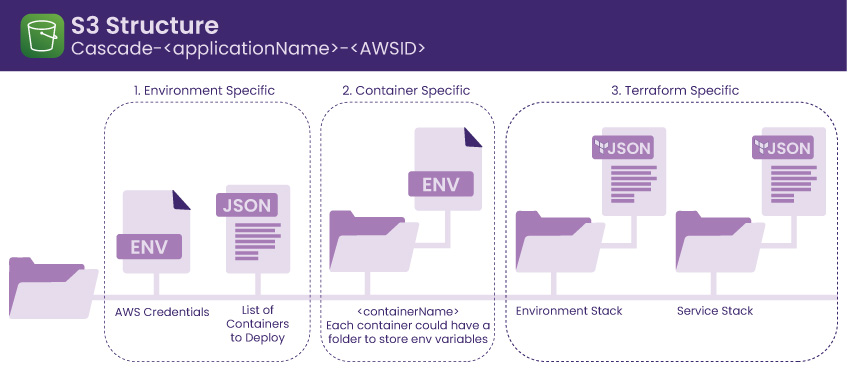 S3 Structure
Cascade-<applicationName>-<AWSID>
1. Environment Specific
2. Container Specific
3. Terraform Specific
ENV
JSON
ENV
JSON
JSON
AWS Credentials
List of
Containers
to Deploy
<containerName>
Each container could have a
folder to store env variables
Environment Stack
Service Stack